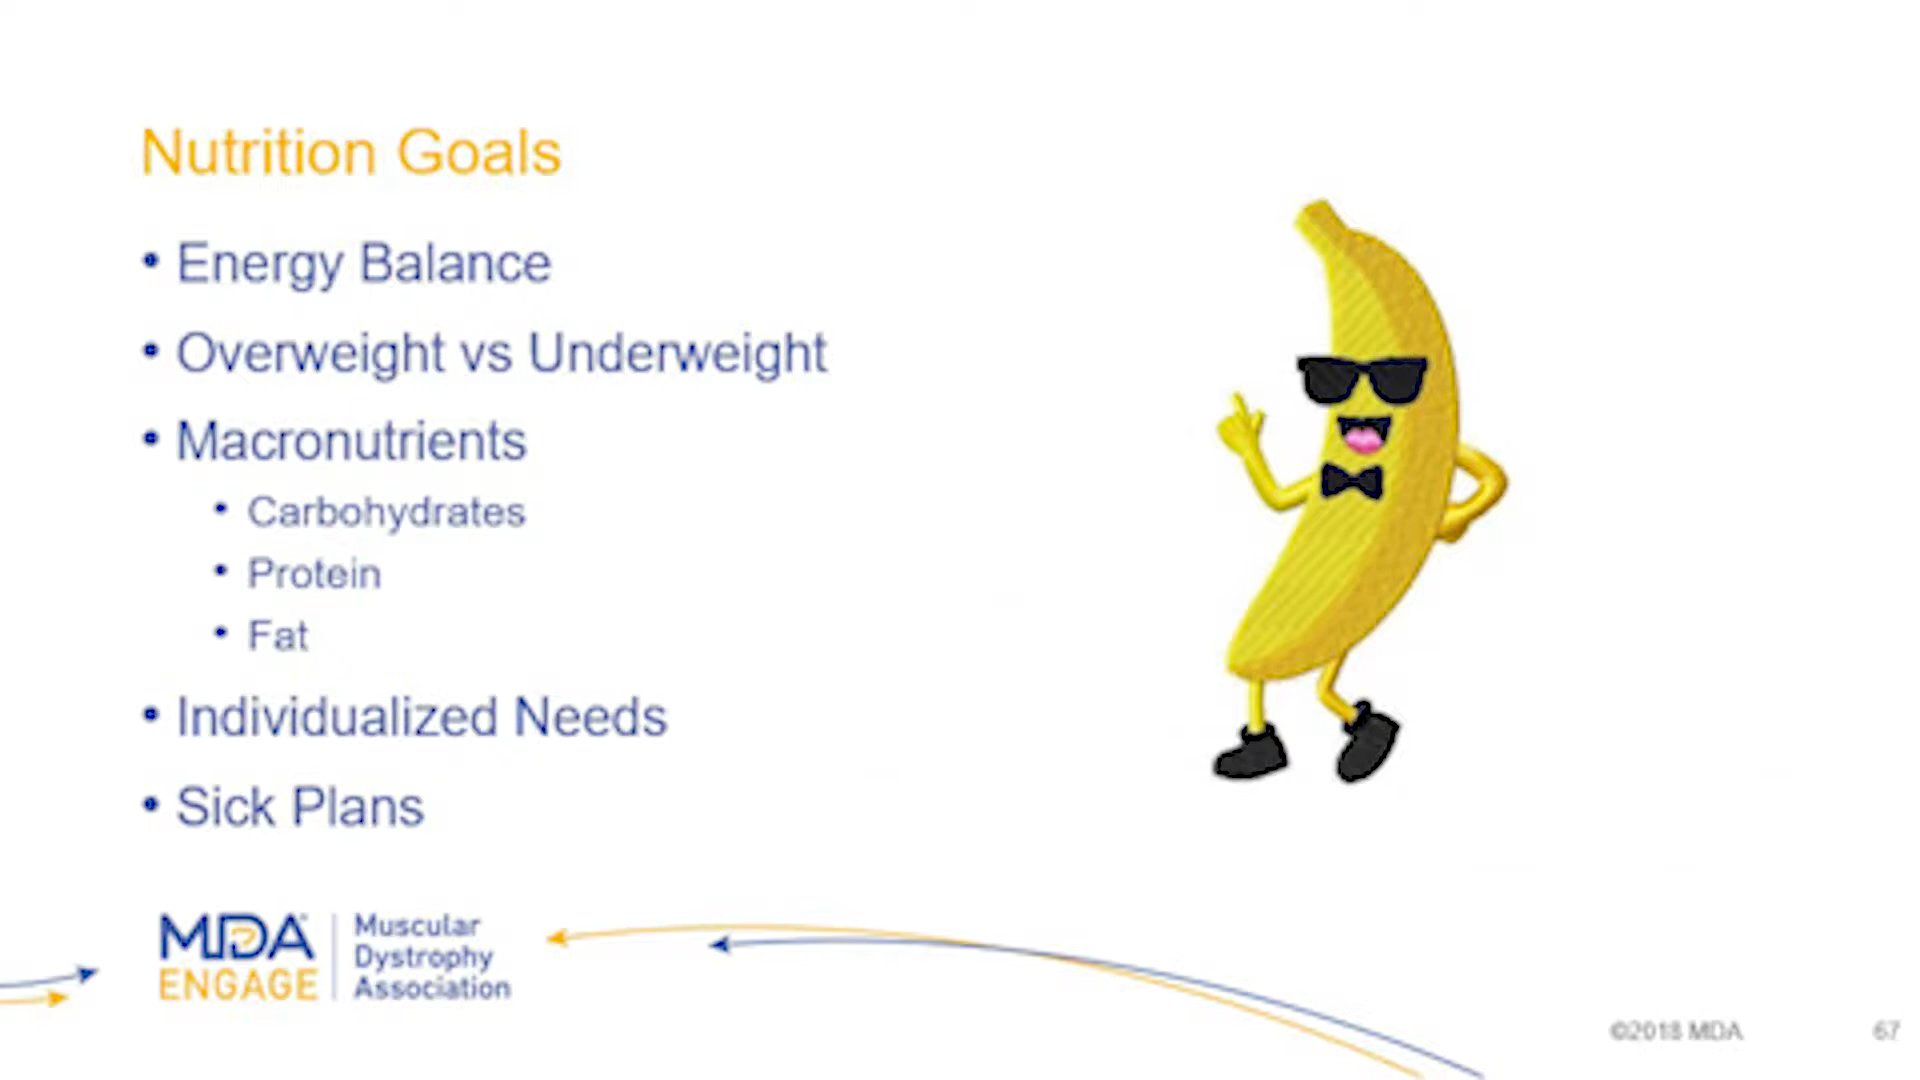 Nutrition Goals
• Energy Balance
• Overweight vs Underweight
• Macronutrients
• Carbohydrates
• Protein
• Fat
• Individualized Needs
• Sick Plans
MDA
ENGAGE
Muscular
Dystrophy
Association
©2018 MDA
67